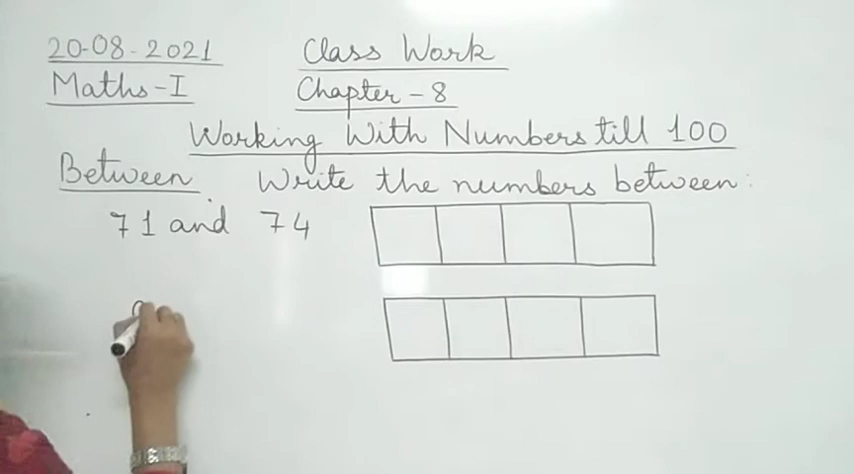 20-08-2021 Class Work
Maths-I Chapter-8
Working With Numbers till 100
Between Write the numbers between:
71 and 74